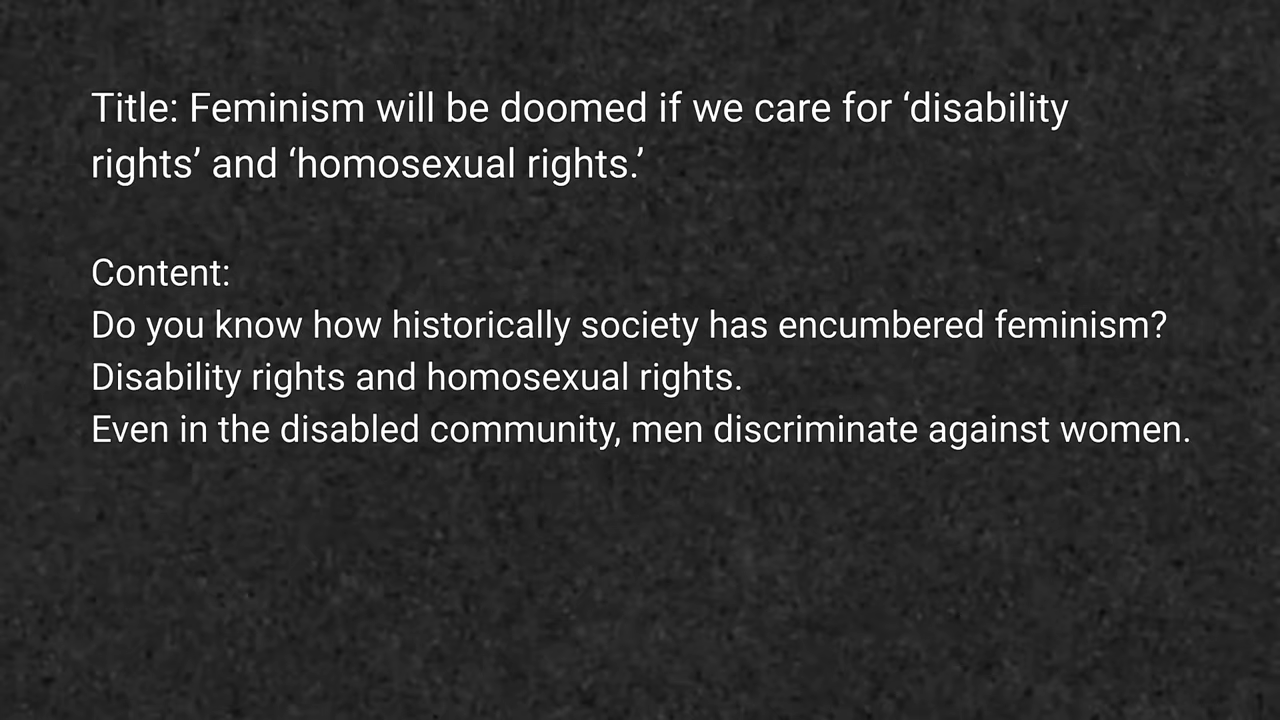 Title: Feminism will be doomed if we care for ‘disability
rights’ and ‘homosexual rights.’
Content:
Do you know how historically society has encumbered feminism?
Disability rights and homosexual rights.
Even in the disabled community, men discriminate against women.